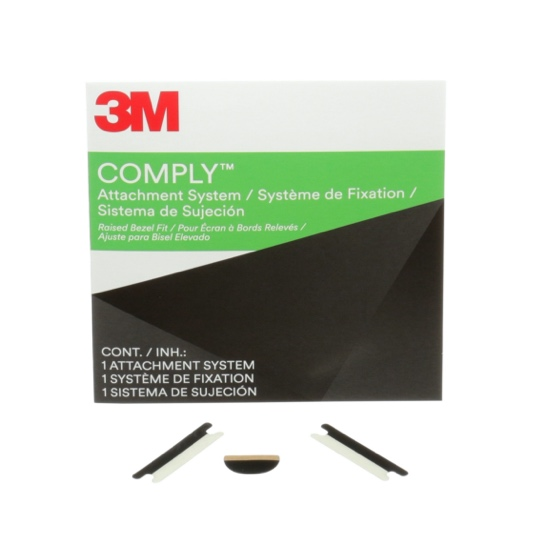 3M
COMPLY™
Attachment System / Système de Fixation /
Sistema de Sujeción
Raised Bezel Fit / Pour Écran à Bords Relevés /
Ajuste para Bisel Elevado
CONT. / INH.:
1 ATTACHMENT SYSTEM
1 SYSTÈME DE FIXATION
1 SISTEMA DE SUJECIÓN